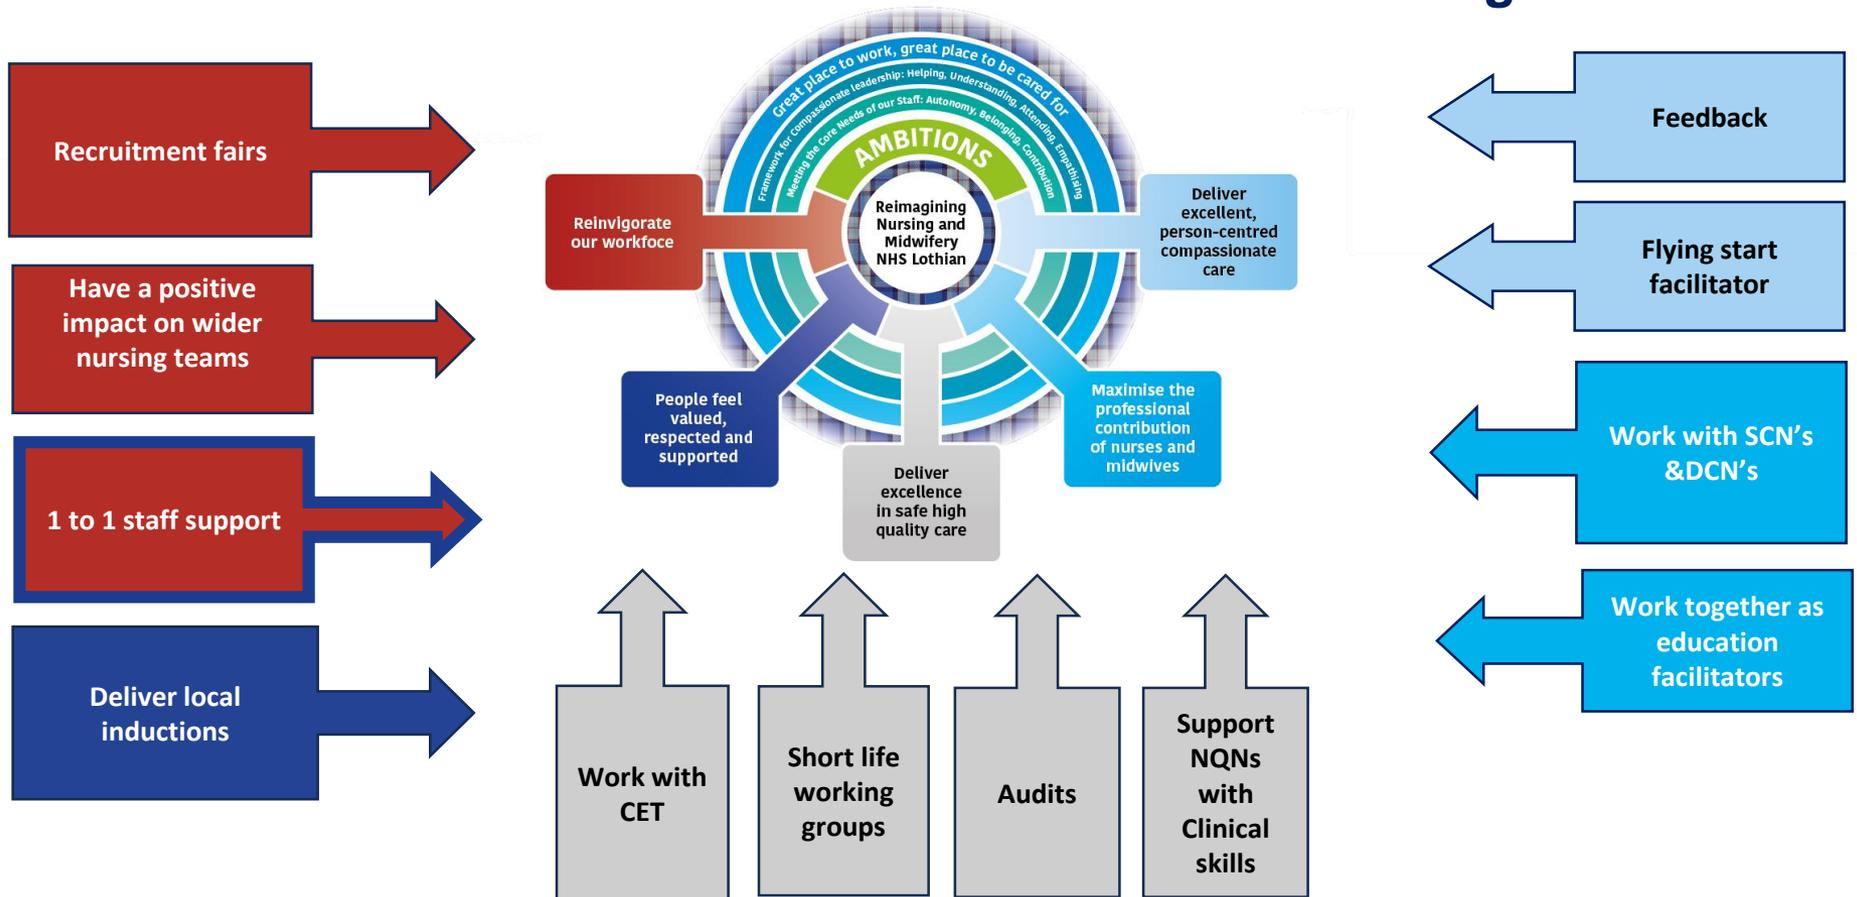 g
Recruitment fairs
Have a positive
impact on wider
nursing teams
1 to 1 staff support
Deliver local
inductions
Great place to work, great place to be cared for
Framework for Compassionate leadership: Helping, Understanding, Attending, Empathising
Meeting the Core Needs of our Staff: Autonomy, Belonging, Contribution
AMBITIONS
Reimagining
Nursing and
Midwifery
NHS Lothian
Reinvigorate
our workfoce
People feel
valued,
respected and
supported
Deliver
excellence
in safe high
quality care
Maximise the
professional
contribution
of nurses and
midwives
Deliver
excellent,
person-centred
compassionate
care
Work with
CET
Short life
working
groups
Audits
Support
NQNs
with
Clinical
skills
Feedback
Flying start
facilitator
Work with SCN’s
&DCN’s
Work together as
education
facilitators